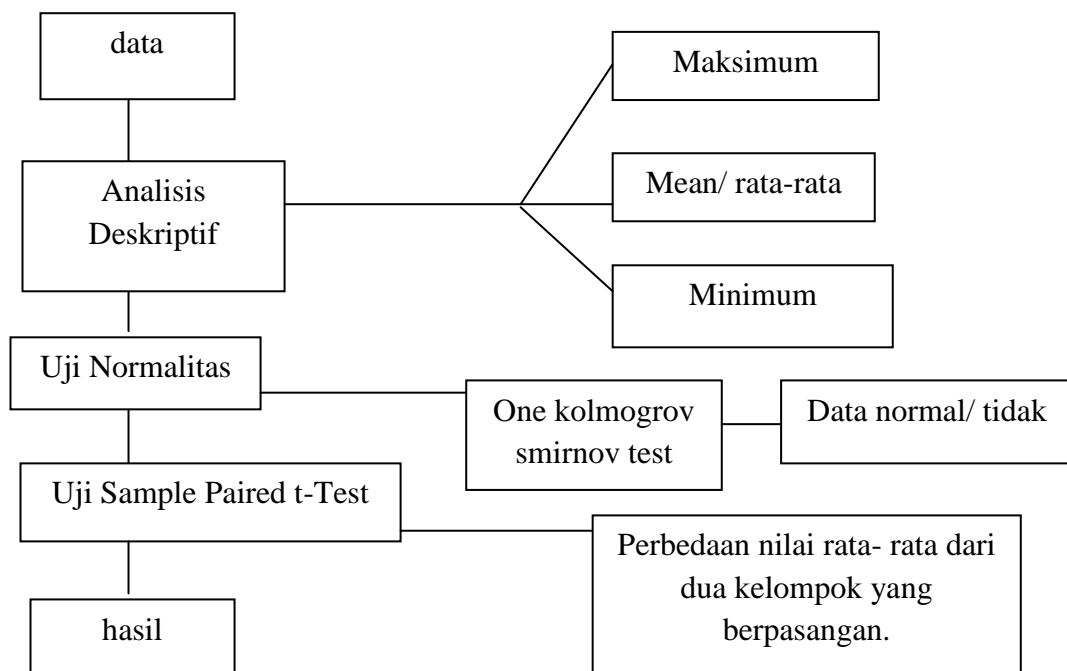 data
Maksimum
Analisis
Deskriptif
Mean/ rata-rata
Minimum
Uji Normalitas
One kolmogrov
smirnov test
Data normal/ tidak
Uji Sample Paired t-Test
Perbedaan nilai rata- rata dari
dua kelompok yang
berpasangan.
hasil